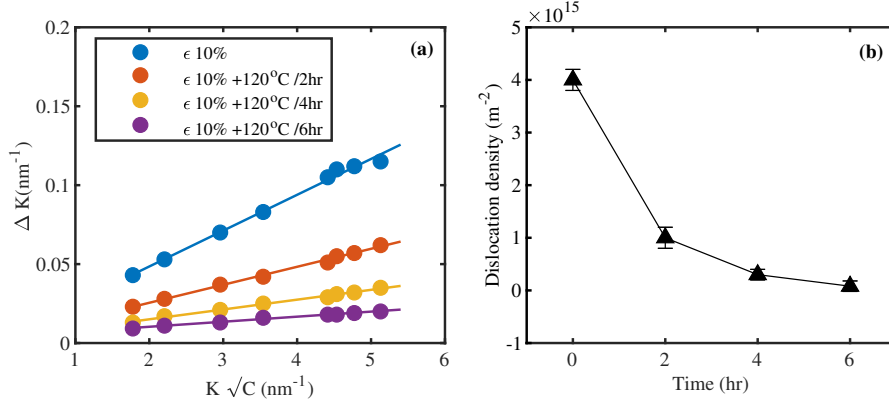 (a)
ϵ 10%
ϵ 10% +120°C /2hr
ϵ 10% +120°C /4hr
ϵ 10% +120°C /6hr
0.2
0.15
0.1
0.05
0
Δ K(nm⁻¹)
1 2 3 4 5 6
K √C (nm⁻¹)
×10¹⁵
(b)
5
4
3
2
1
0
-1
Dislocation density(m⁻²)
0 2 4 6
Time (hr)